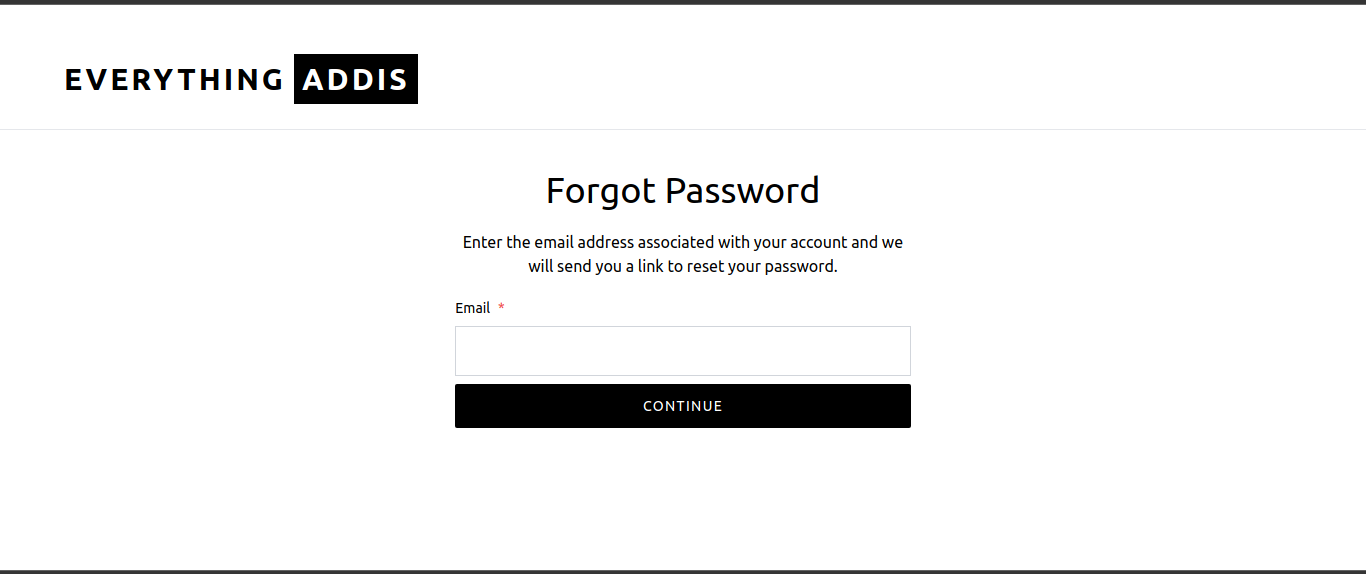 EVERYTHING ADDIS
Forgot Password
Enter the email address associated with your account and we
will send you a link to reset your password.
Email *
CONTINUE